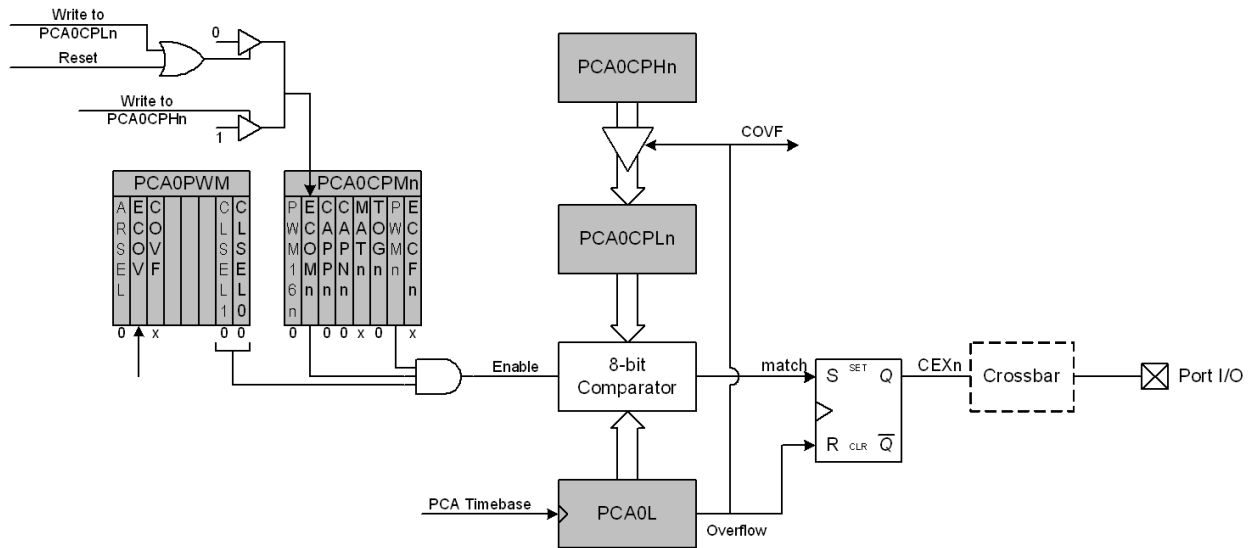 Write to
PCA0CPLn
Reset
0
Write to
PCA0CPHn
1
PCA0CPHn
COVF
PCA0PWM
ARSEL
ECOV
COVF
CLSEL1
CLSEL0
0 x 0 0
PCA0CPMn
PWM16n
ECOMn
CAPPn
CAPNn
MATn
TOGn
PWMn
ECCFn
0 0 0 x 0 x
PCA0CPLn
Enable
8-bit
Comparator
match
S SET Q
R CLR Q
CEXn
Crossbar
Port I/O
PCA Timebase
PCA0L
Overflow